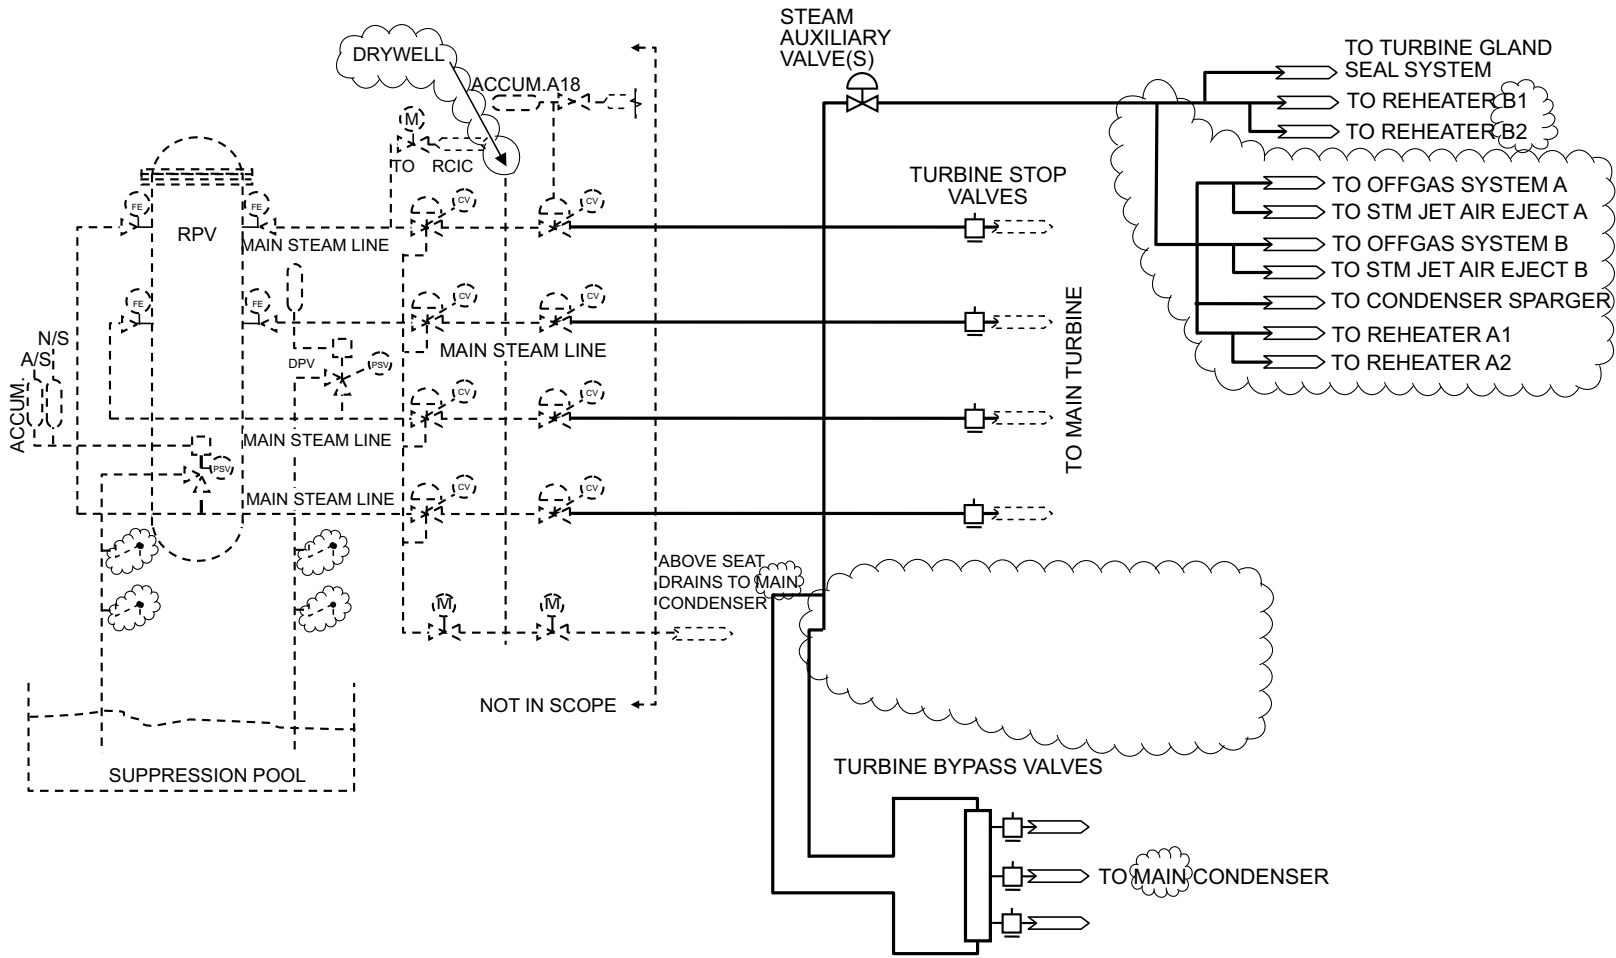 STEAM
AUXILIARY
VALVE(S)
DRYWELL
ACCUM.A18
TO TURBINE GLAND
SEAL SYSTEM
TO REHEATER B1
TO REHEATER B2
M
TO RCIC
TURBINE STOP
VALVES
TO OFFGAS SYSTEM A
TO STM JET AIR EJECT A
TO OFFGAS SYSTEM B
TO STM JET AIR EJECT B
TO CONDENSER SPARGER
TO REHEATER A1
TO REHEATER A2
FE
FE
CV
CV
RPV
MAIN STEAM LINE
FE
FE
CV
CV
N/S
A/S
ACCUM.
MAIN STEAM LINE
DPV
PSV
CV
CV
TO MAIN TURBINE
MAIN STEAM LINE
PSV
MAIN STEAM LINE
CV
CV
ABOVE SEAT
DRAINS TO MAIN
CONDENSER
M
M
NOT IN SCOPE
SUPPRESSION POOL
TURBINE BYPASS VALVES
TO MAIN CONDENSER